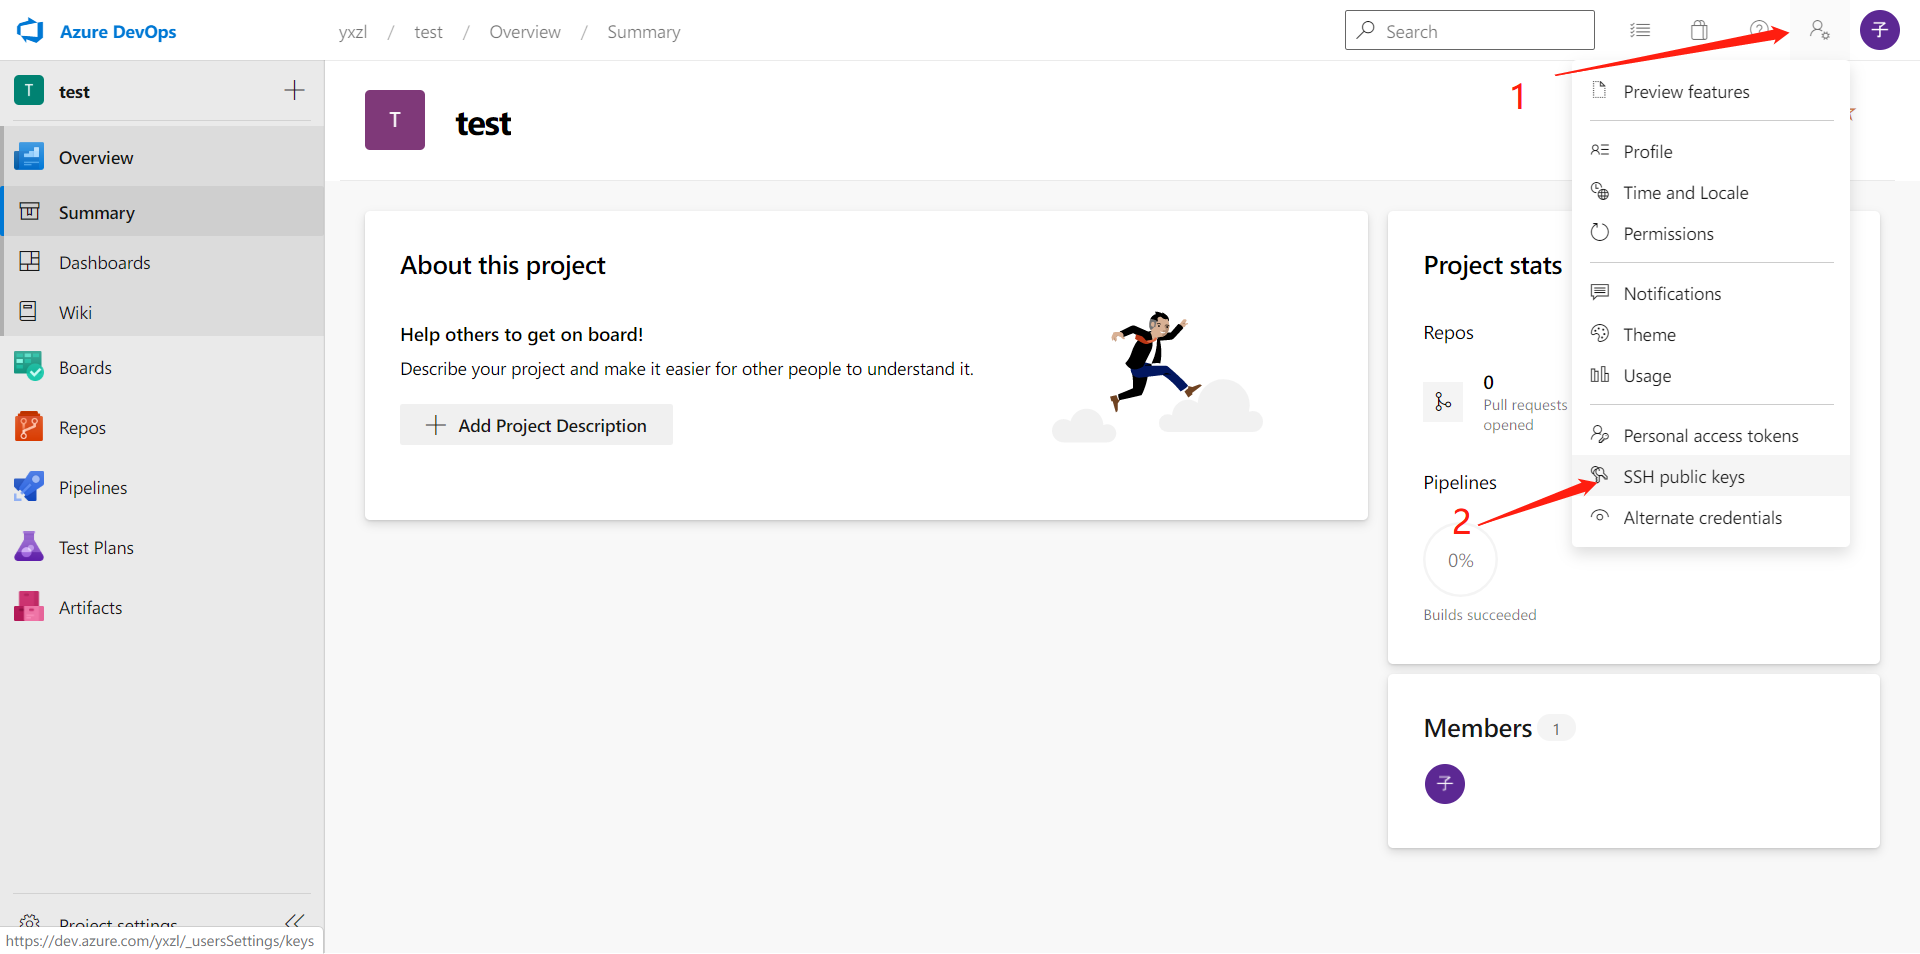 Azure DevOps
yxzl / test / Overview / Summary
Search
子
T test
Overview
Summary
Dashboards
Wiki
Boards
Repos
Pipelines
Test Plans
Artifacts
Project settings
https://dev.azure.com/yxzl/_usersSettings/keys
T test
About this project
Help others to get on board!
Describe your project and make it easier for other people to understand it.
Add Project Description
Project stats
Repos
0
Pull requests
opened
Pipelines
0%
Builds succeeded
Members 1
子
1
Preview features
Profile
Time and Locale
Permissions
Notifications
Theme
Usage
Personal access tokens
SSH public keys
Alternate credentials
2